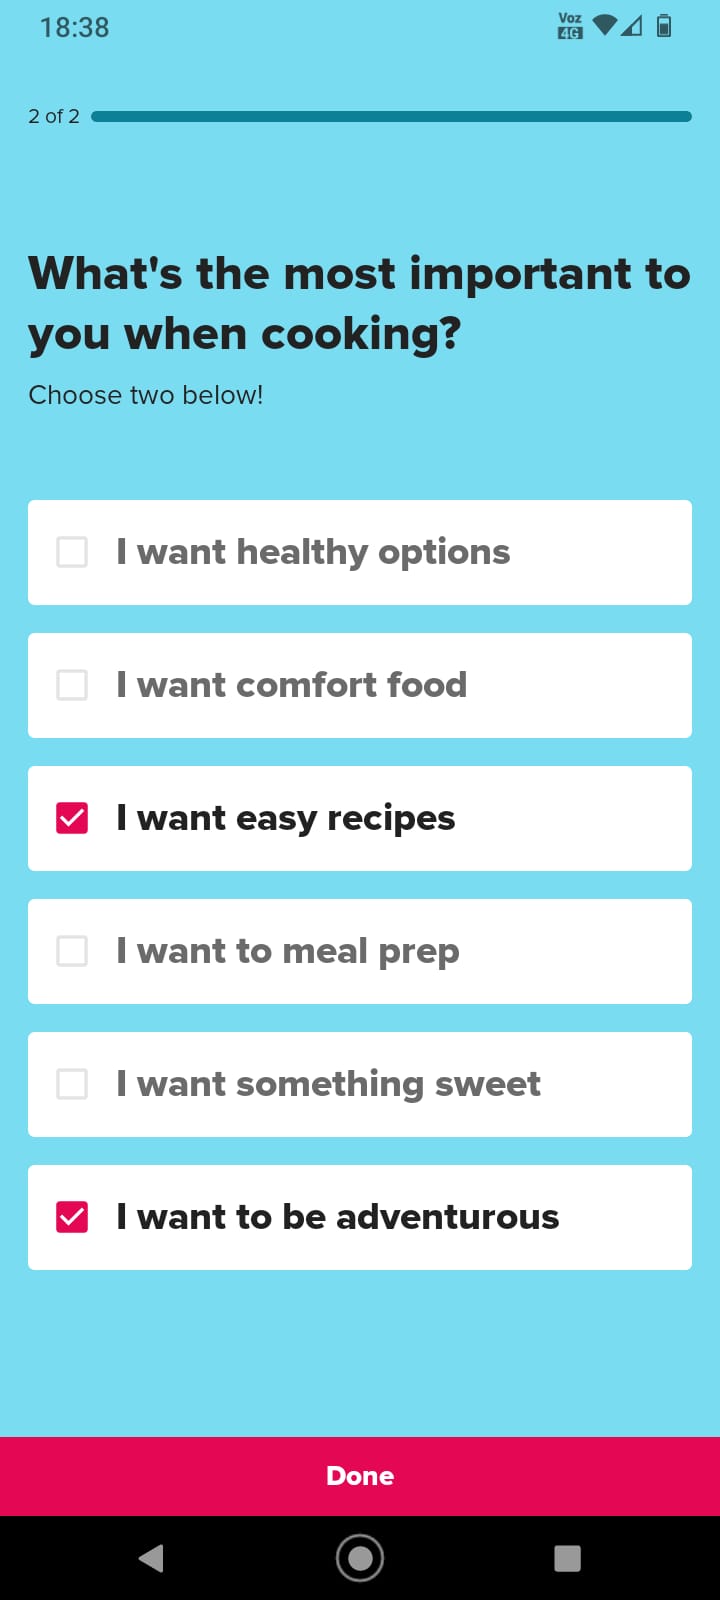 18:38
Voz
4G
2 of 2
What's the most important to
you when cooking?
Choose two below!
I want healthy options
I want comfort food
I want easy recipes
I want to meal prep
I want something sweet
I want to be adventurous
Done